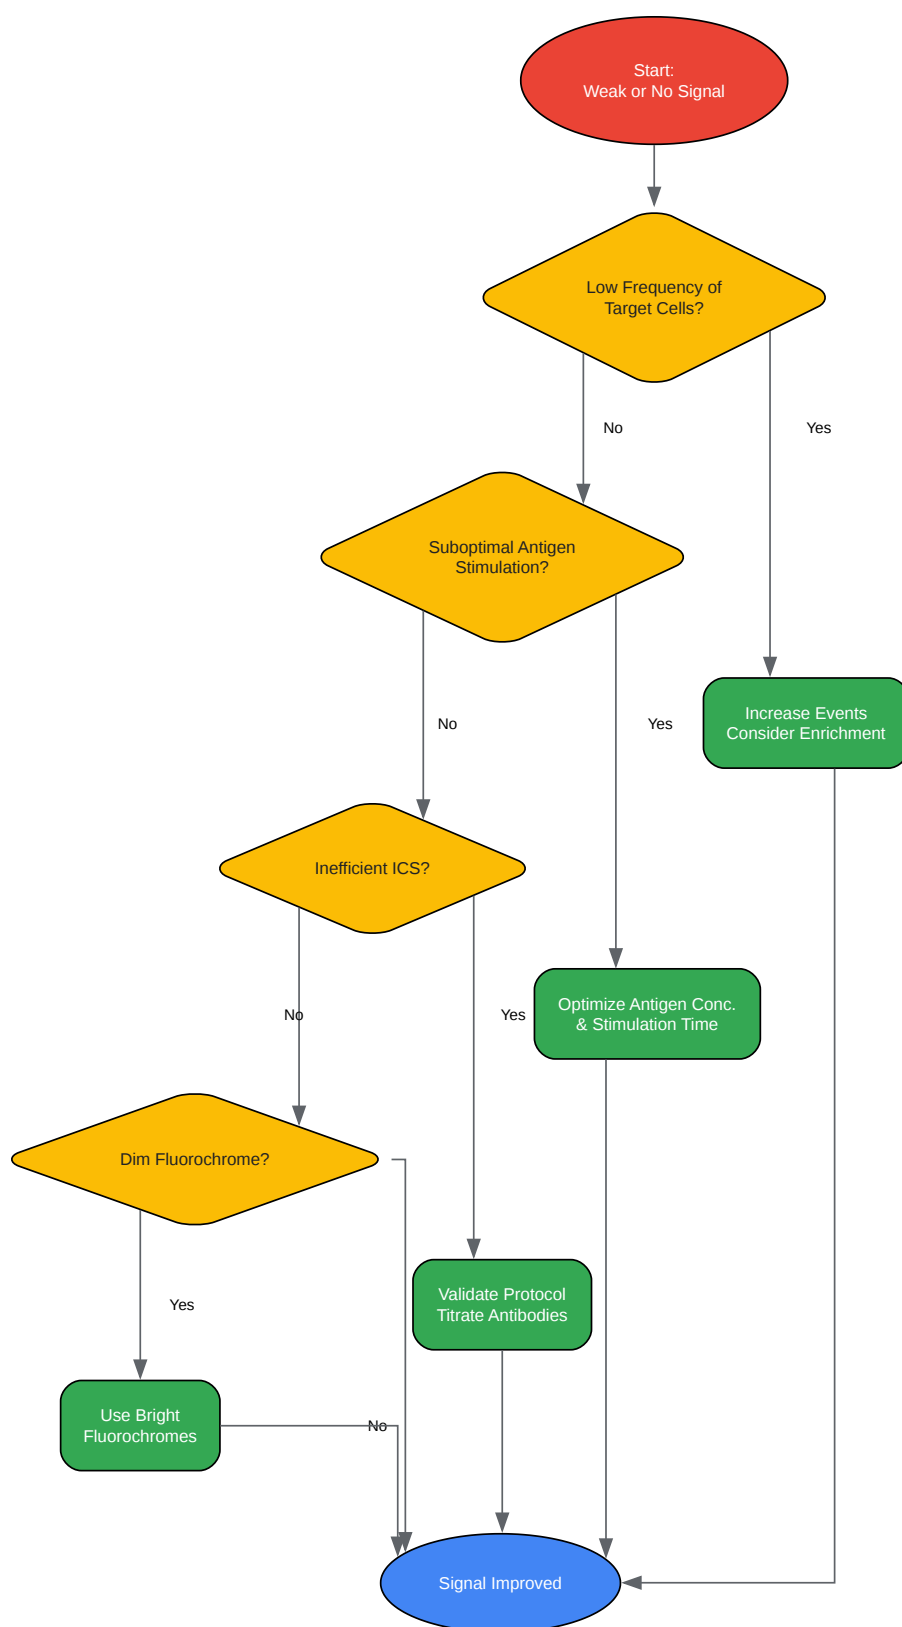 Start:
Weak or No Signal
Low Frequency of
Target Cells?
No
Yes
Suboptimal Antigen
Stimulation?
No
Yes
Increase Events
Consider Enrichment
Inefficient ICS?
No
Yes
Optimize Antigen Conc.
& Stimulation Time
Dim Fluorochrome?
Yes
Validate Protocol
Titrate Antibodies
Use Bright
Fluorochromes
No
Signal Improved